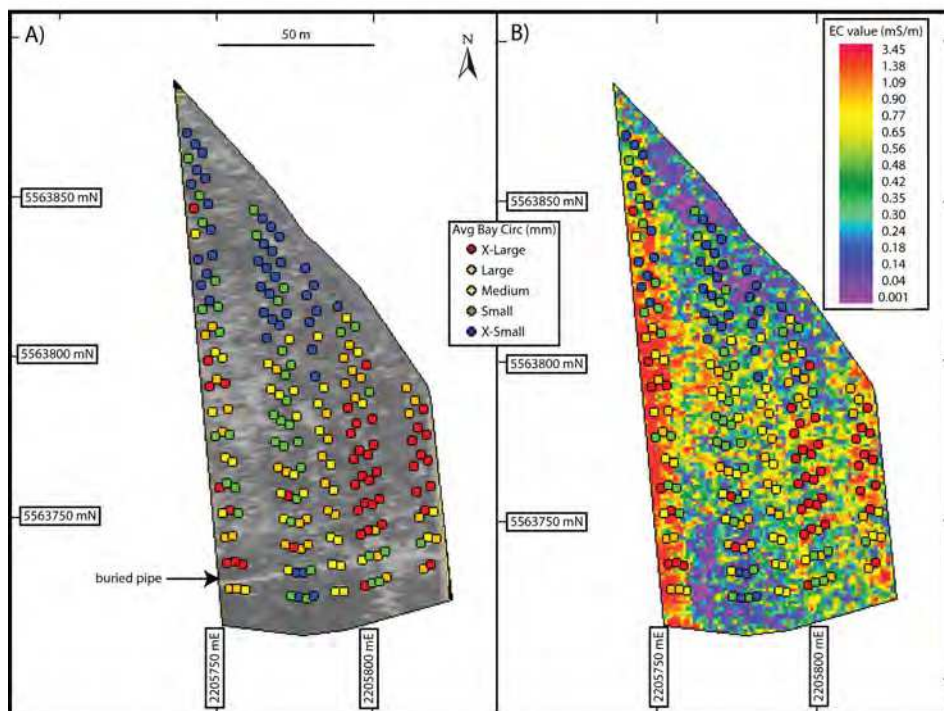 A)
50 m
N
5563850 mN
5563800 mN
5563750 mN
buried pipe
2205750 mE
2205800 mE
Avg Bay Circ (mm)
X-Large
Large
Medium
Small
X-Small
B)
EC value (mS/m)
3.45
1.38
1.09
0.90
0.77
0.65
0.56
0.48
0.42
0.35
0.30
0.24
0.18
0.14
0.04
0.001
5563850 mN
5563800 mN
5563750 mN
2205750 mE
2205800 mE